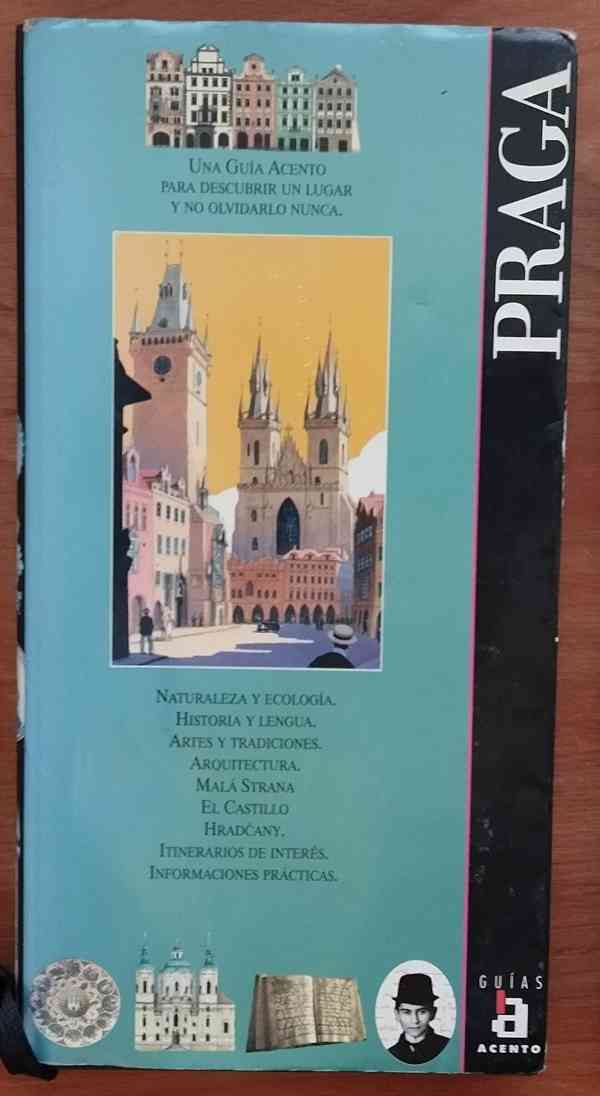 UNA GUÍA ACENTO
PARA DESCUBRIR UN LUGAR
Y NO OLVIDARLO NUNCA.
PRAGA
NATURALEZA Y ECOLOGÍA.
HISTORIA Y LENGUA.
ARTES Y TRADICIONES.
ARQUITECTURA.
MALÁ STRANA
EL CASTILLO
HRADČANY.
ITINERARIOS DE INTERÉS.
INFORMACIONES PRÁCTICAS.
GUÍAS
a
ACENTO